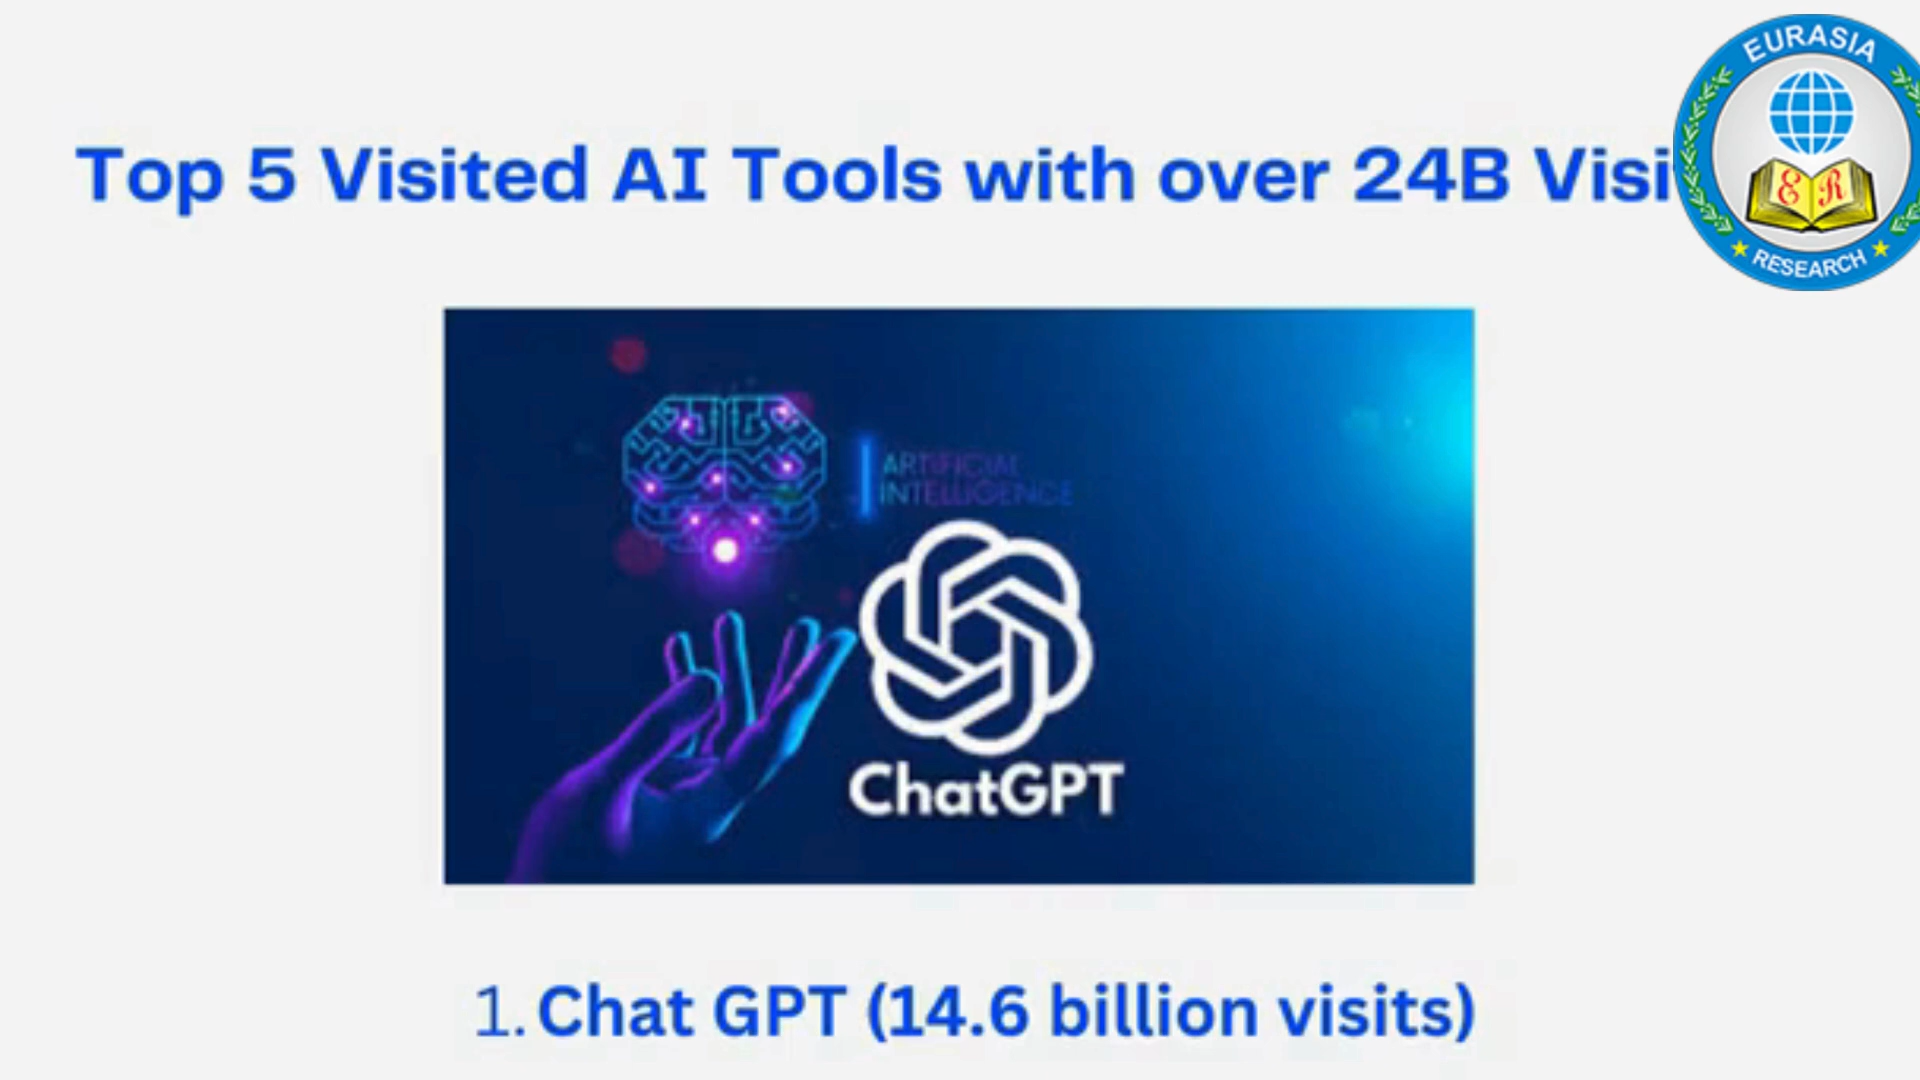 Top 5 Visited AI Tools with over 24B Visi
EURASIA
E R
RESEARCH
ARTIFICIAL
INTELLIGENCE
ChatGPT
1. Chat GPT (14.6 billion visits)